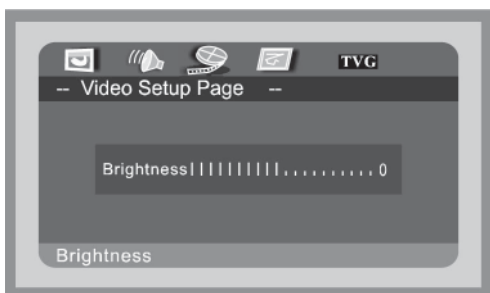 TVG
-- Video Setup Page --
Brightness||||||||||..........0
Brightness